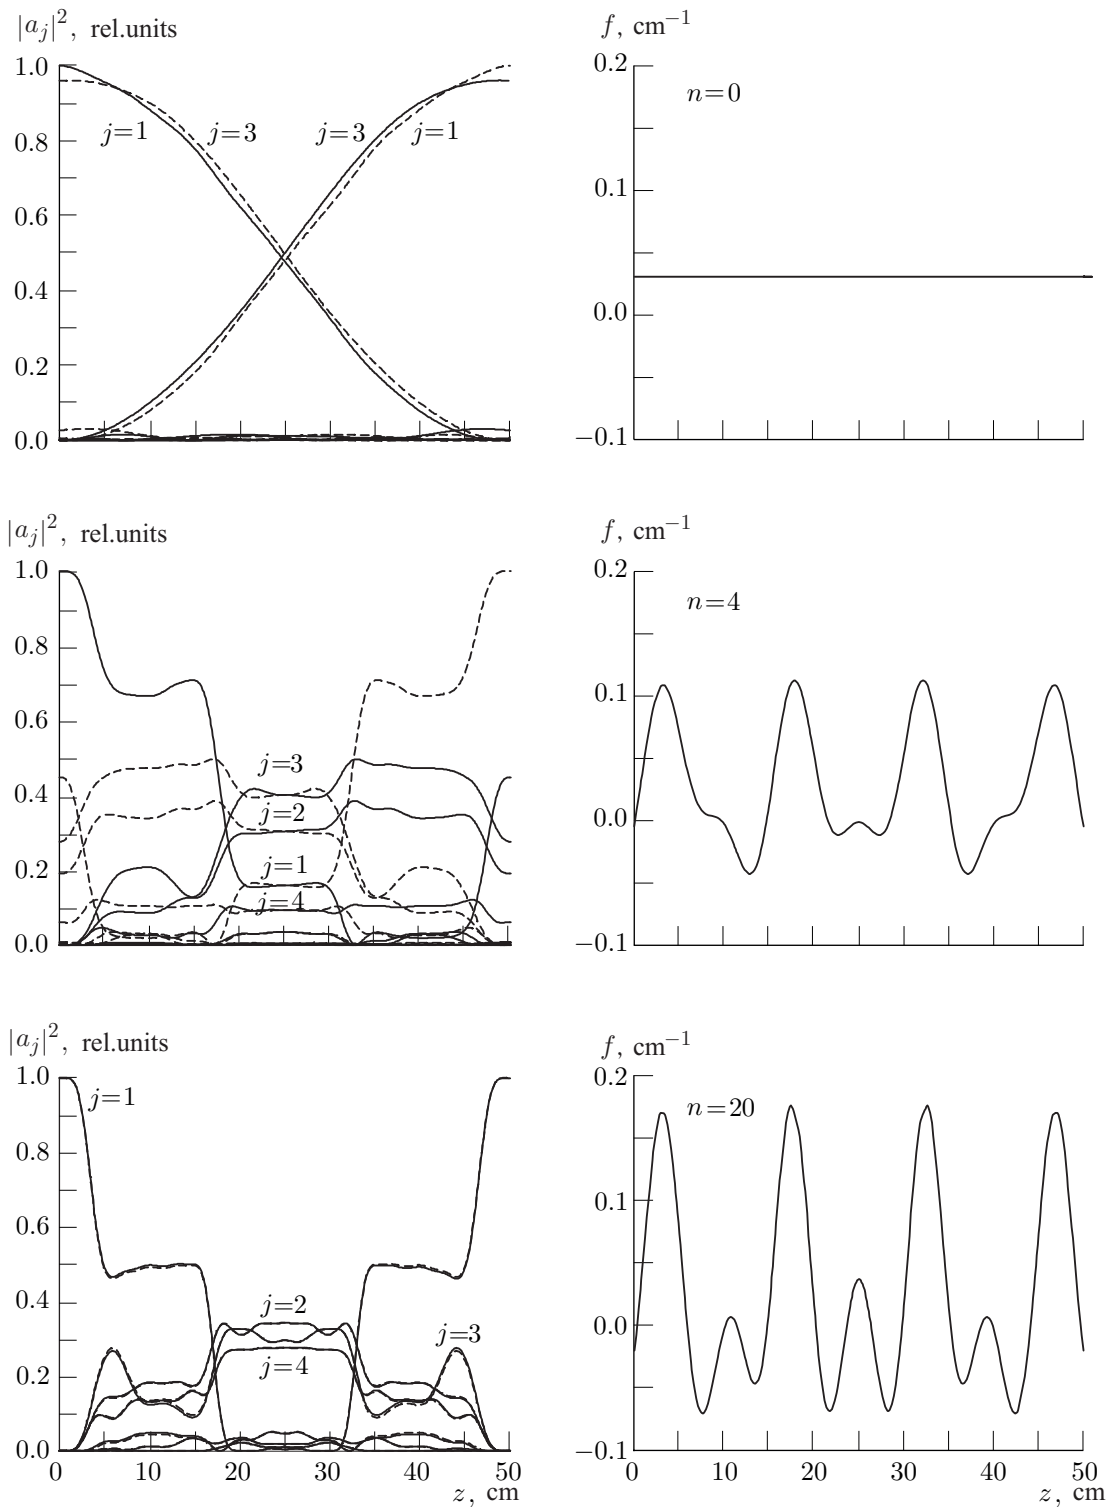 |a_j|², rel.units
f, cm⁻¹
1.0
0.8
0.6
0.4
0.2
0.0
j=1
j=3
j=3
j=1
0.2
0.1
0.0
−0.1
n=0
|a_j|², rel.units
f, cm⁻¹
1.0
0.8
0.6
0.4
0.2
0.0
j=3
j=2
j=1
j=4
0.2
0.1
0.0
−0.1
n=4
|a_j|², rel.units
f, cm⁻¹
1.0
0.8
0.6
0.4
0.2
0.0
j=1
j=2
j=3
j=4
0 10 20 30 40 50
z, cm
0.2
0.1
0.0
−0.1
n=20
0 10 20 30 40 50
z, cm